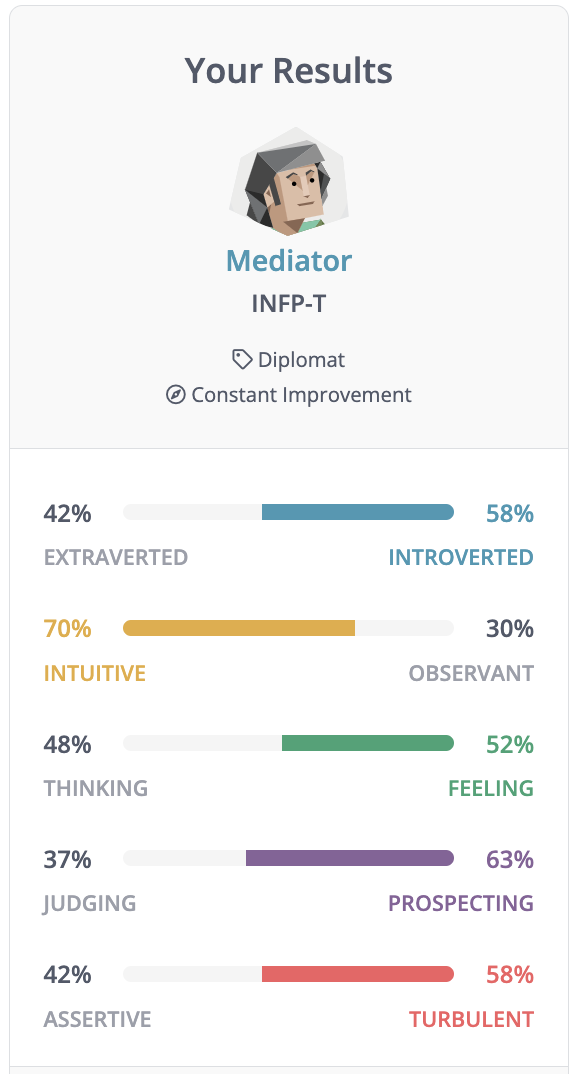 Your Results
Mediator
INFP-T
Diplomat
Constant Improvement
42% 58%
EXTRAVERTED INTROVERTED
70% 30%
INTUITIVE OBSERVANT
48% 52%
THINKING FEELING
37% 63%
JUDGING PROSPECTING
42% 58%
ASSERTIVE TURBULENT